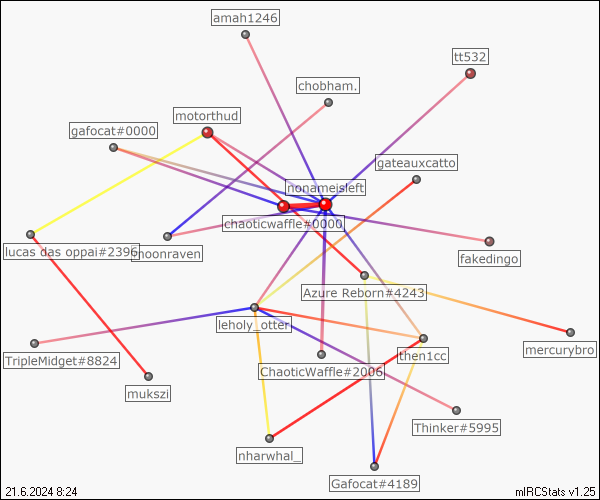 amah1246
tt532
chobham.
motorthud
gafocat#0000
gateauxcatto
nonameisleft
chaoticwaffle#0000
lucas das oppai#2396
moonraven
fakedingo
Azure Reborn#4243
leholy_otter
mercurybro
TripleMidget#8824
ChaoticWaffle#2006
then1cc
mukszi
Thinker#5995
nharwhal_
Gafocat#4189
21.6.2024 8:24
mIRCStats v1.25